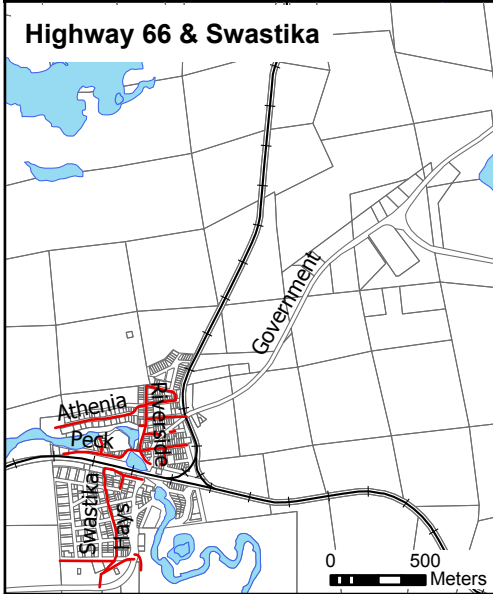 Highway 66 & Swastika
Government
Athenia
Riverside
Peck
Swastika
Hays
0 500
Meters